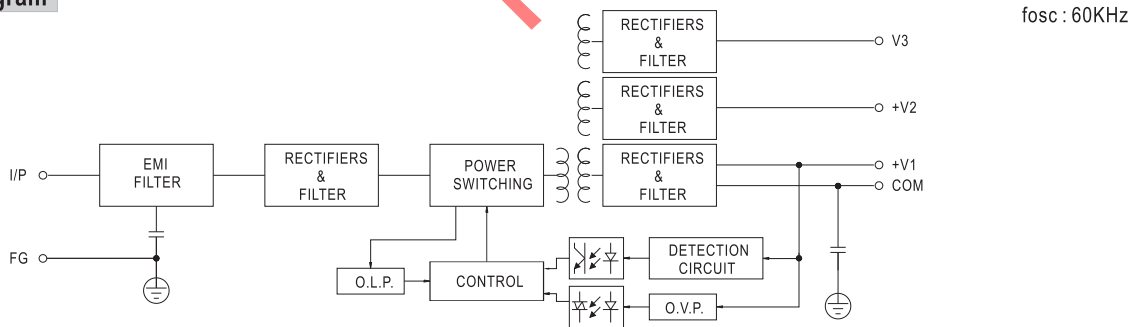 gram
fosc : 60KHz
RECTIFIERS
&
FILTER
V3
RECTIFIERS
&
FILTER
+V2
I/P
EMI
FILTER
RECTIFIERS
&
FILTER
POWER
SWITCHING
RECTIFIERS
&
FILTER
+V1
COM
FG
O.L.P.
CONTROL
DETECTION
CIRCUIT
O.V.P.